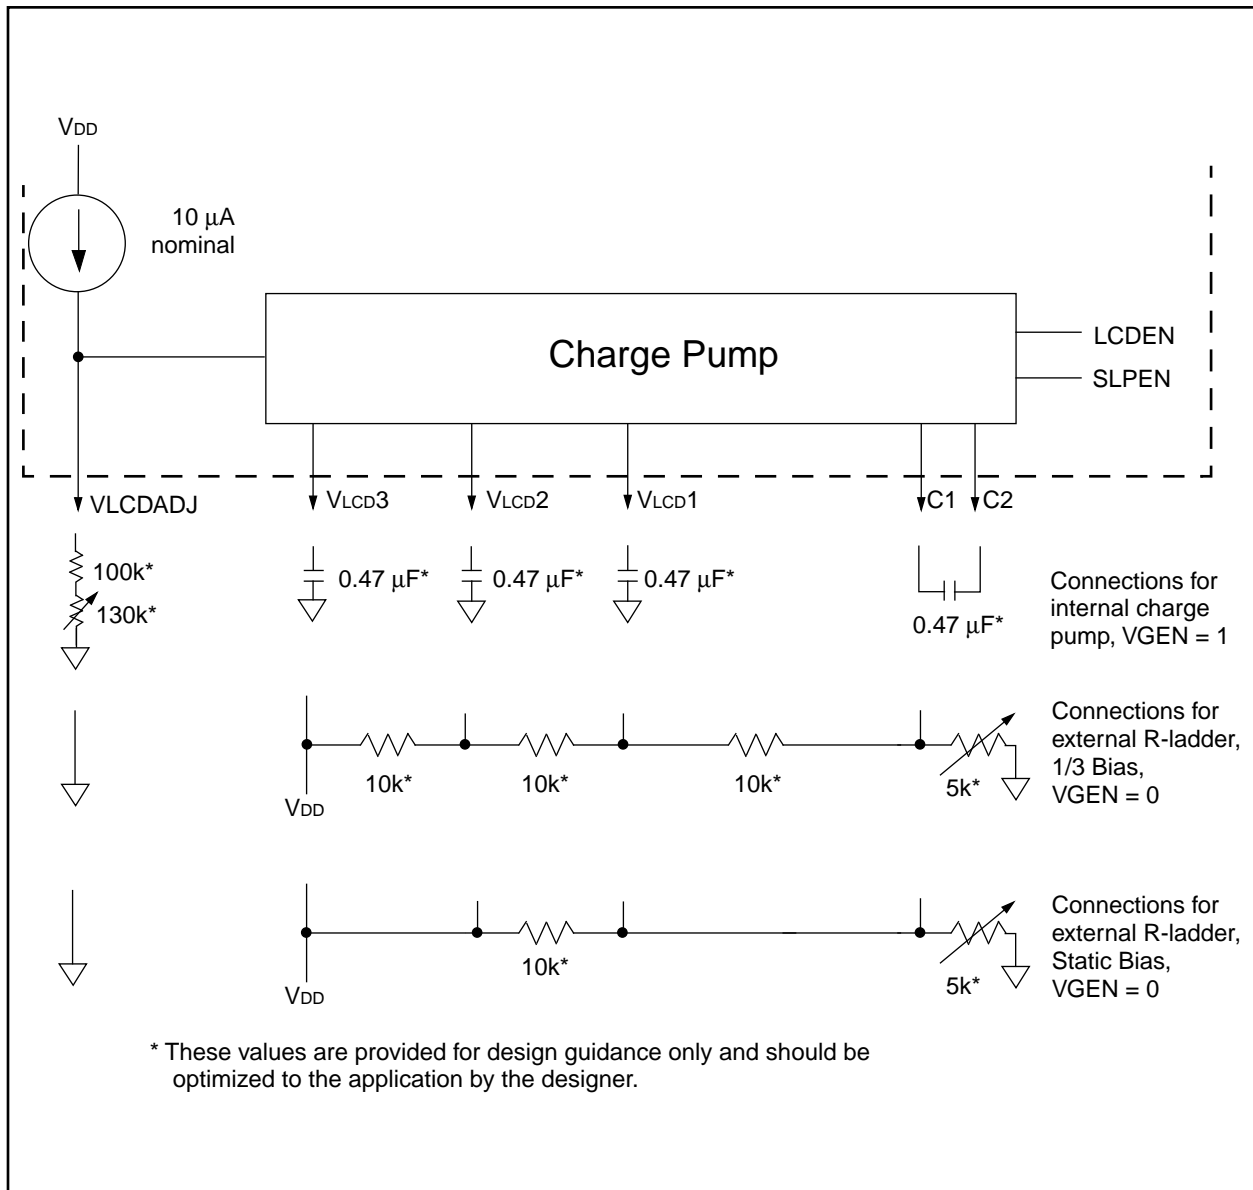 VDD
10 µA
nominal
Charge Pump
LCDEN
SLPEN
VLCDADJ
VLCD3
VLCD2
VLCD1
C1
C2
100k*
130k*
0.47 µF*
0.47 µF*
0.47 µF*
0.47 µF*
Connections for
internal charge
pump, VGEN = 1
10k*
10k*
10k*
5k*
VDD
Connections for
external R-ladder,
1/3 Bias,
VGEN = 0
10k*
5k*
VDD
Connections for
external R-ladder,
Static Bias,
VGEN = 0
* These values are provided for design guidance only and should be
optimized to the application by the designer.